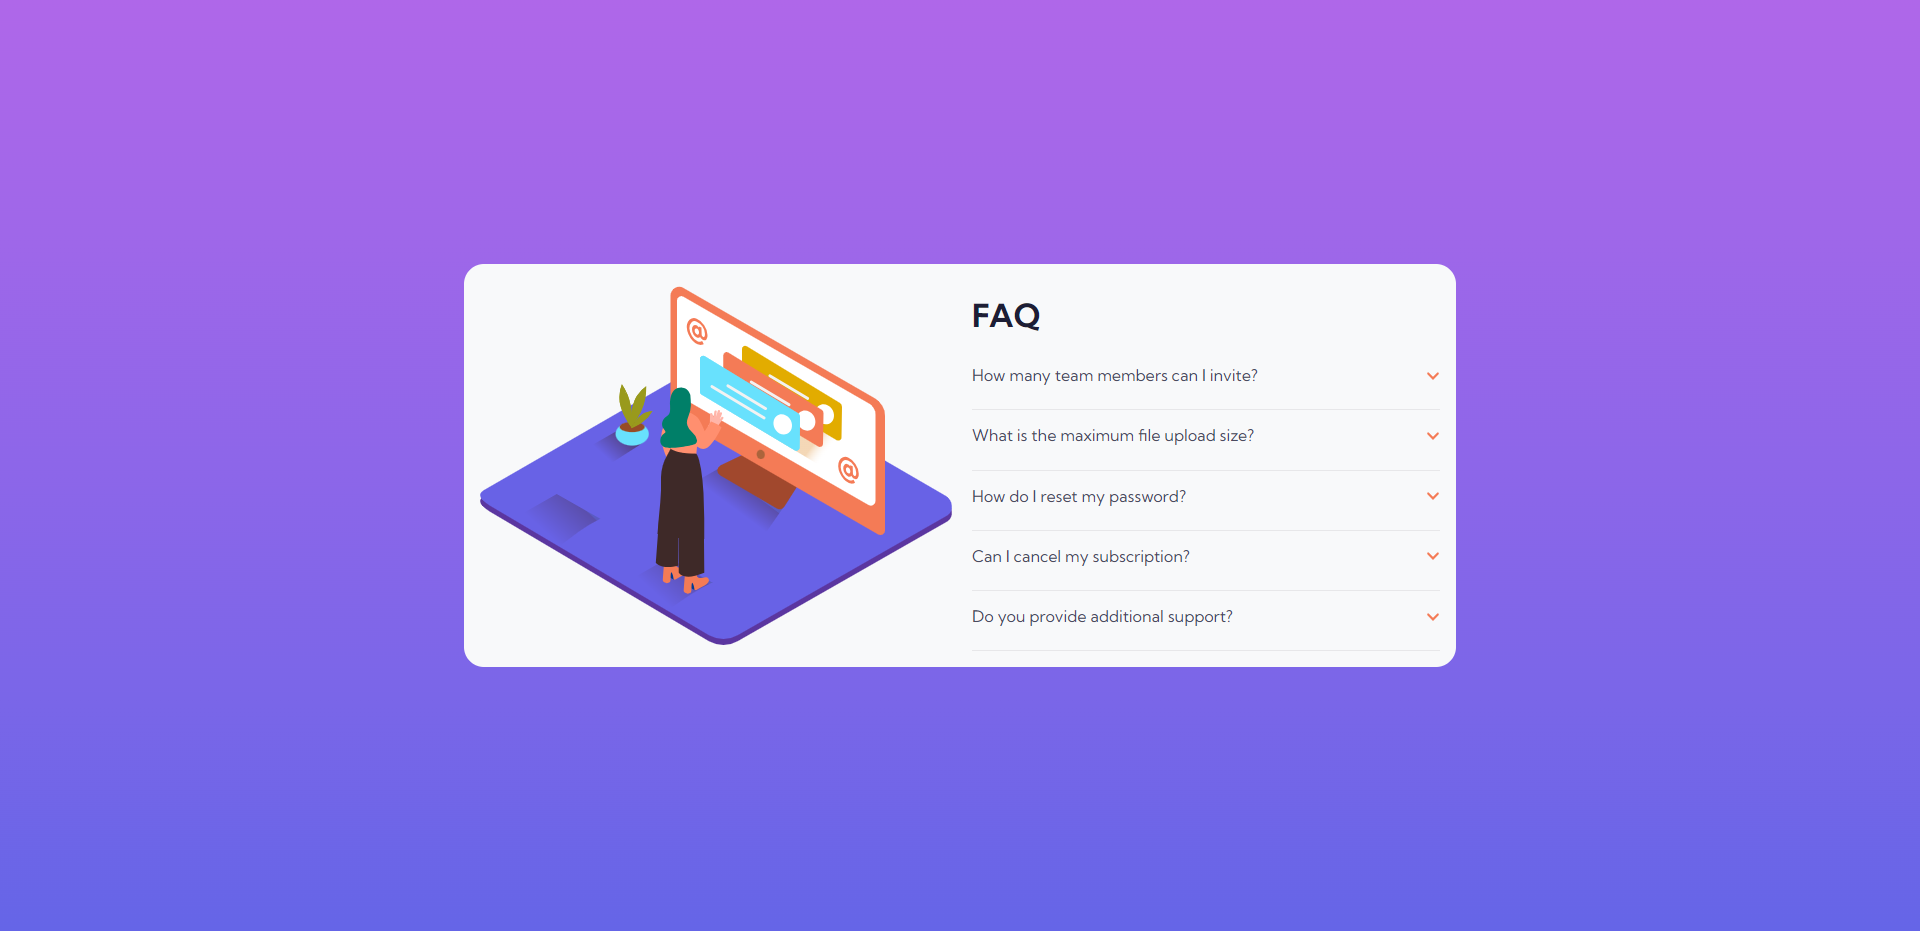 @
@
FAQ
How many team members can I invite?
What is the maximum file upload size?
How do I reset my password?
Can I cancel my subscription?
Do you provide additional support?